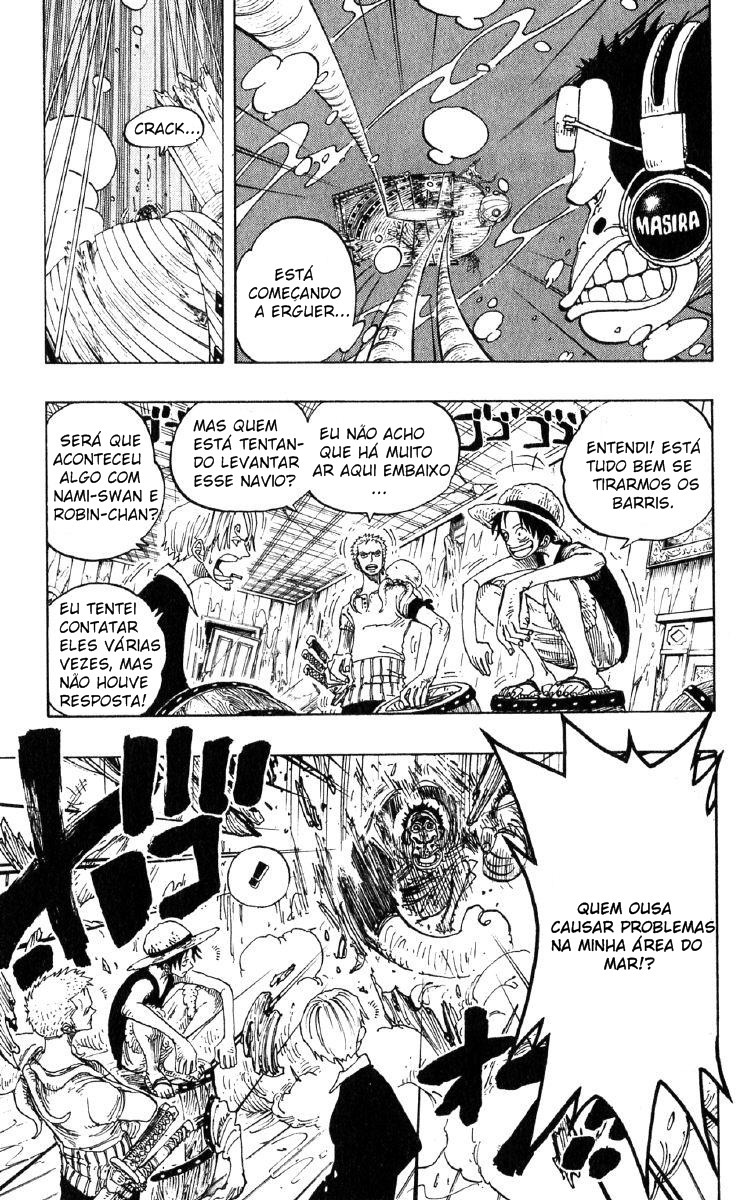 MASIRA
ESTÁ
COMEÇANDO
A ERGUER...
CRACK...
ENTENDI! ESTÁ
TUDO BEM SE
TIRARMOS OS
BARRIS.
EU NÃO ACHO
QUE HÁ MUITO
AR AQUI EMBAIXO
...
MAS QUEM
ESTÁ TENTAN-
DO LEVANTAR
ESSE NAVIO?
SERÁ QUE
ACONTECEU
ALGO COM
NAMI-SWAN E
ROBIN-CHAN?
EU TENTEI
CONTATAR
ELES VÁRIAS
VEZES, MAS
NÃO HOUVE
RESPOSTA!
QUEM OUSA
CAUSAR PROBLEMAS
NA MINHA ÁREA DO
MAR!?
!